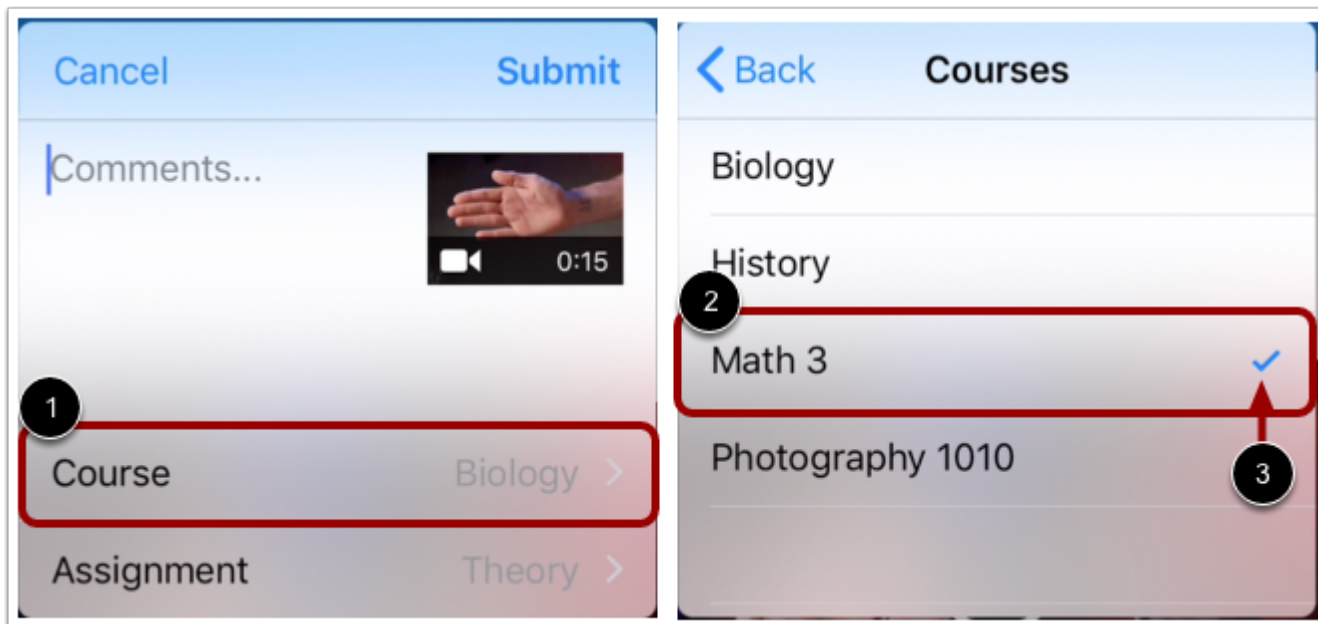 Cancel Submit
Comments...
0:15
1
Course Biology
Assignment Theory
Back Courses
Biology
History
2
Math 3
3
Photography 1010